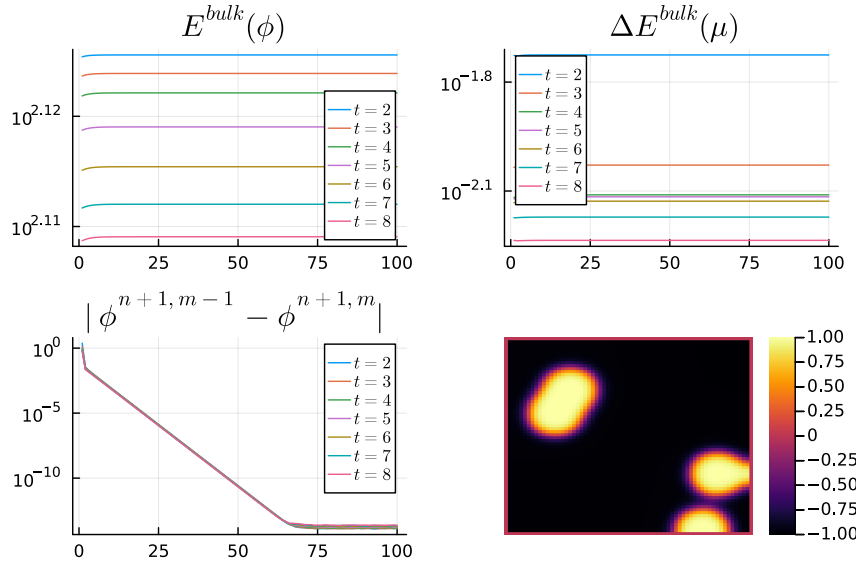 E^{bulk}(ϕ)
10^{2.12}
10^{2.11}
t = 2
t = 3
t = 4
t = 5
t = 6
t = 7
t = 8
0 25 50 75 100
ΔE^{bulk}(μ)
10^{−1.8}
10^{−2.1}
t = 2
t = 3
t = 4
t = 5
t = 6
t = 7
t = 8
0 25 50 75 100
| ϕ^{n+1, m−1} − ϕ^{n+1, m} |
10^{0}
10^{−5}
10^{−10}
t = 2
t = 3
t = 4
t = 5
t = 6
t = 7
t = 8
0 25 50 75 100
1.00
0.75
0.50
0.25
0
−0.25
−0.50
−0.75
−1.00